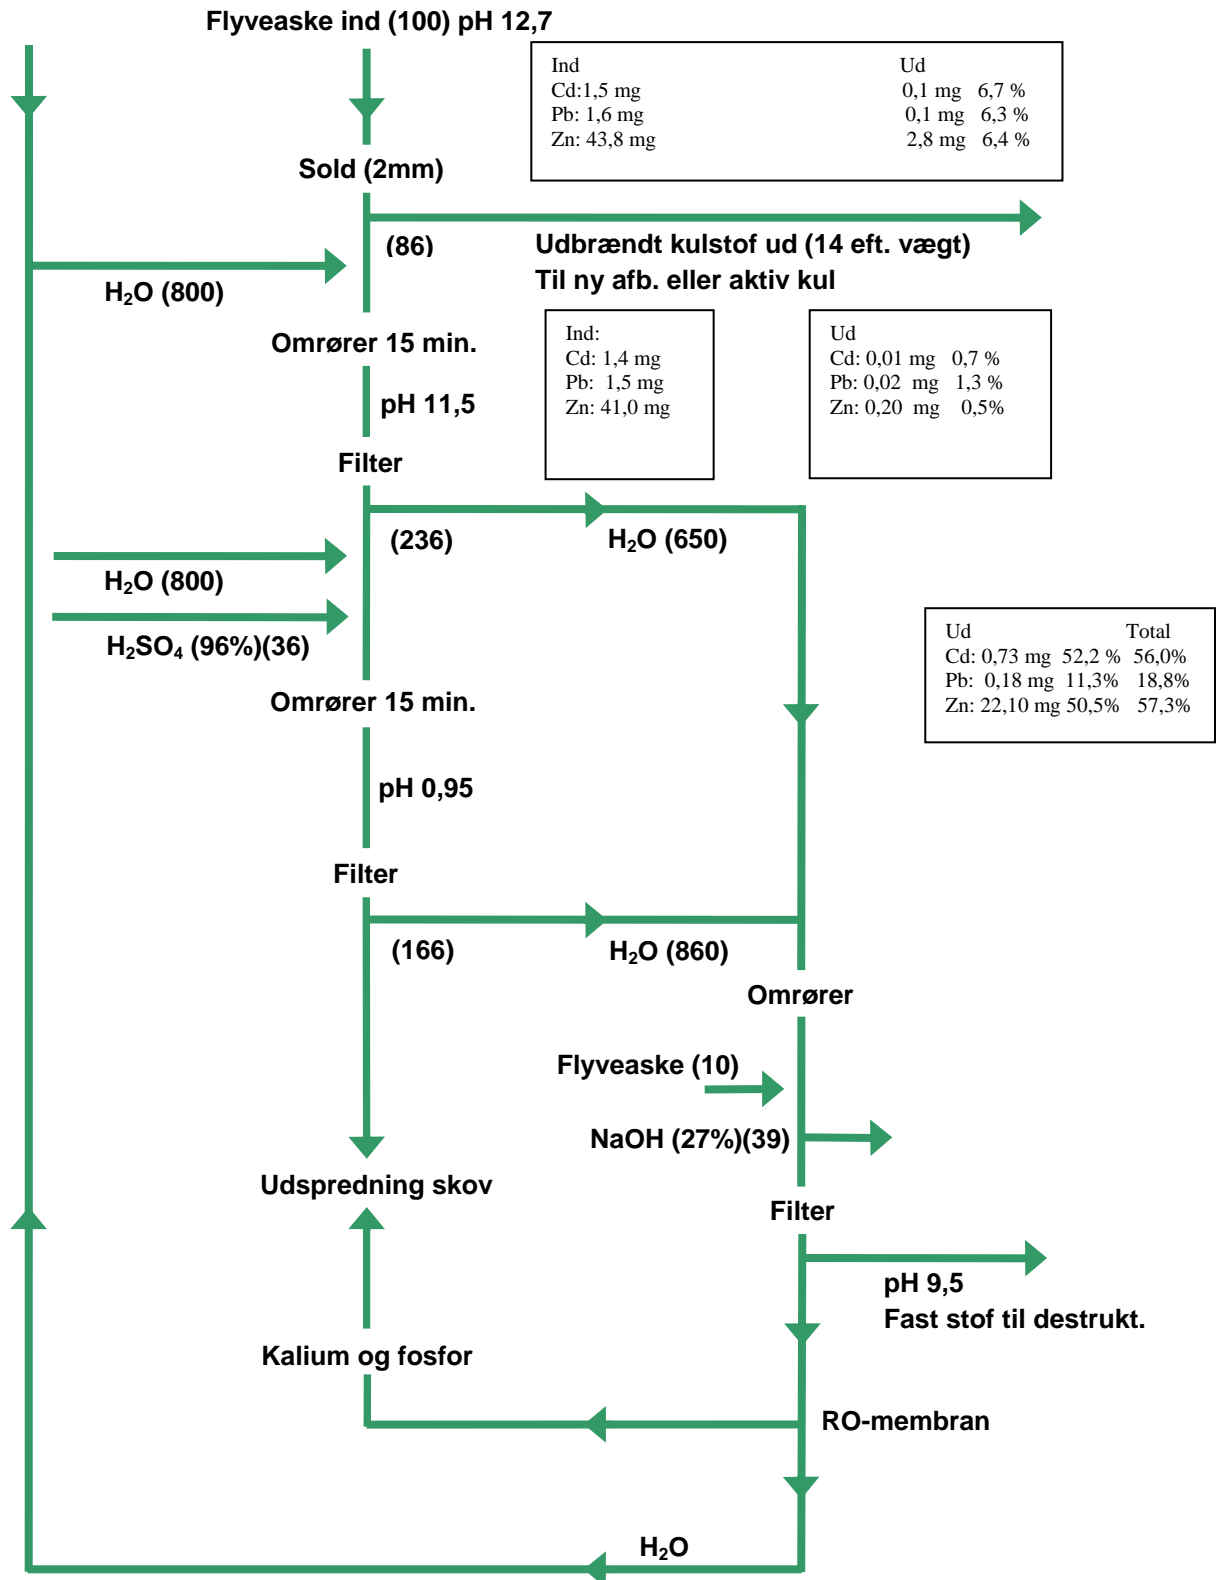 Flyveaske ind (100) pH 12,7
Ind Ud
Cd:1,5 mg 0,1 mg 6,7 %
Pb: 1,6 mg 0,1 mg 6,3 %
Zn: 43,8 mg 2,8 mg 6,4 %
Sold (2mm)
(86)
Udbrændt kulstof ud (14 eft. vægt)
Til ny afb. eller aktiv kul
H₂O (800)
Ind:
Cd: 1,4 mg
Pb: 1,5 mg
Zn: 41,0 mg
Ud
Cd: 0,01 mg 0,7 %
Pb: 0,02 mg 1,3 %
Zn: 0,20 mg 0,5%
Omrører 15 min.
pH 11,5
Filter
(236)
H₂O (650)
H₂O (800)
H₂SO₄ (96%)(36)
Ud Total
Cd: 0,73 mg 52,2 % 56,0%
Pb: 0,18 mg 11,3% 18,8%
Zn: 22,10 mg 50,5% 57,3%
Omrører 15 min.
pH 0,95
Filter
(166)
H₂O (860)
Omrører
Flyveaske (10)
NaOH (27%)(39)
Udspredning skov
Filter
pH 9,5
Fast stof til destrukt.
Kalium og fosfor
RO-membran
H₂O